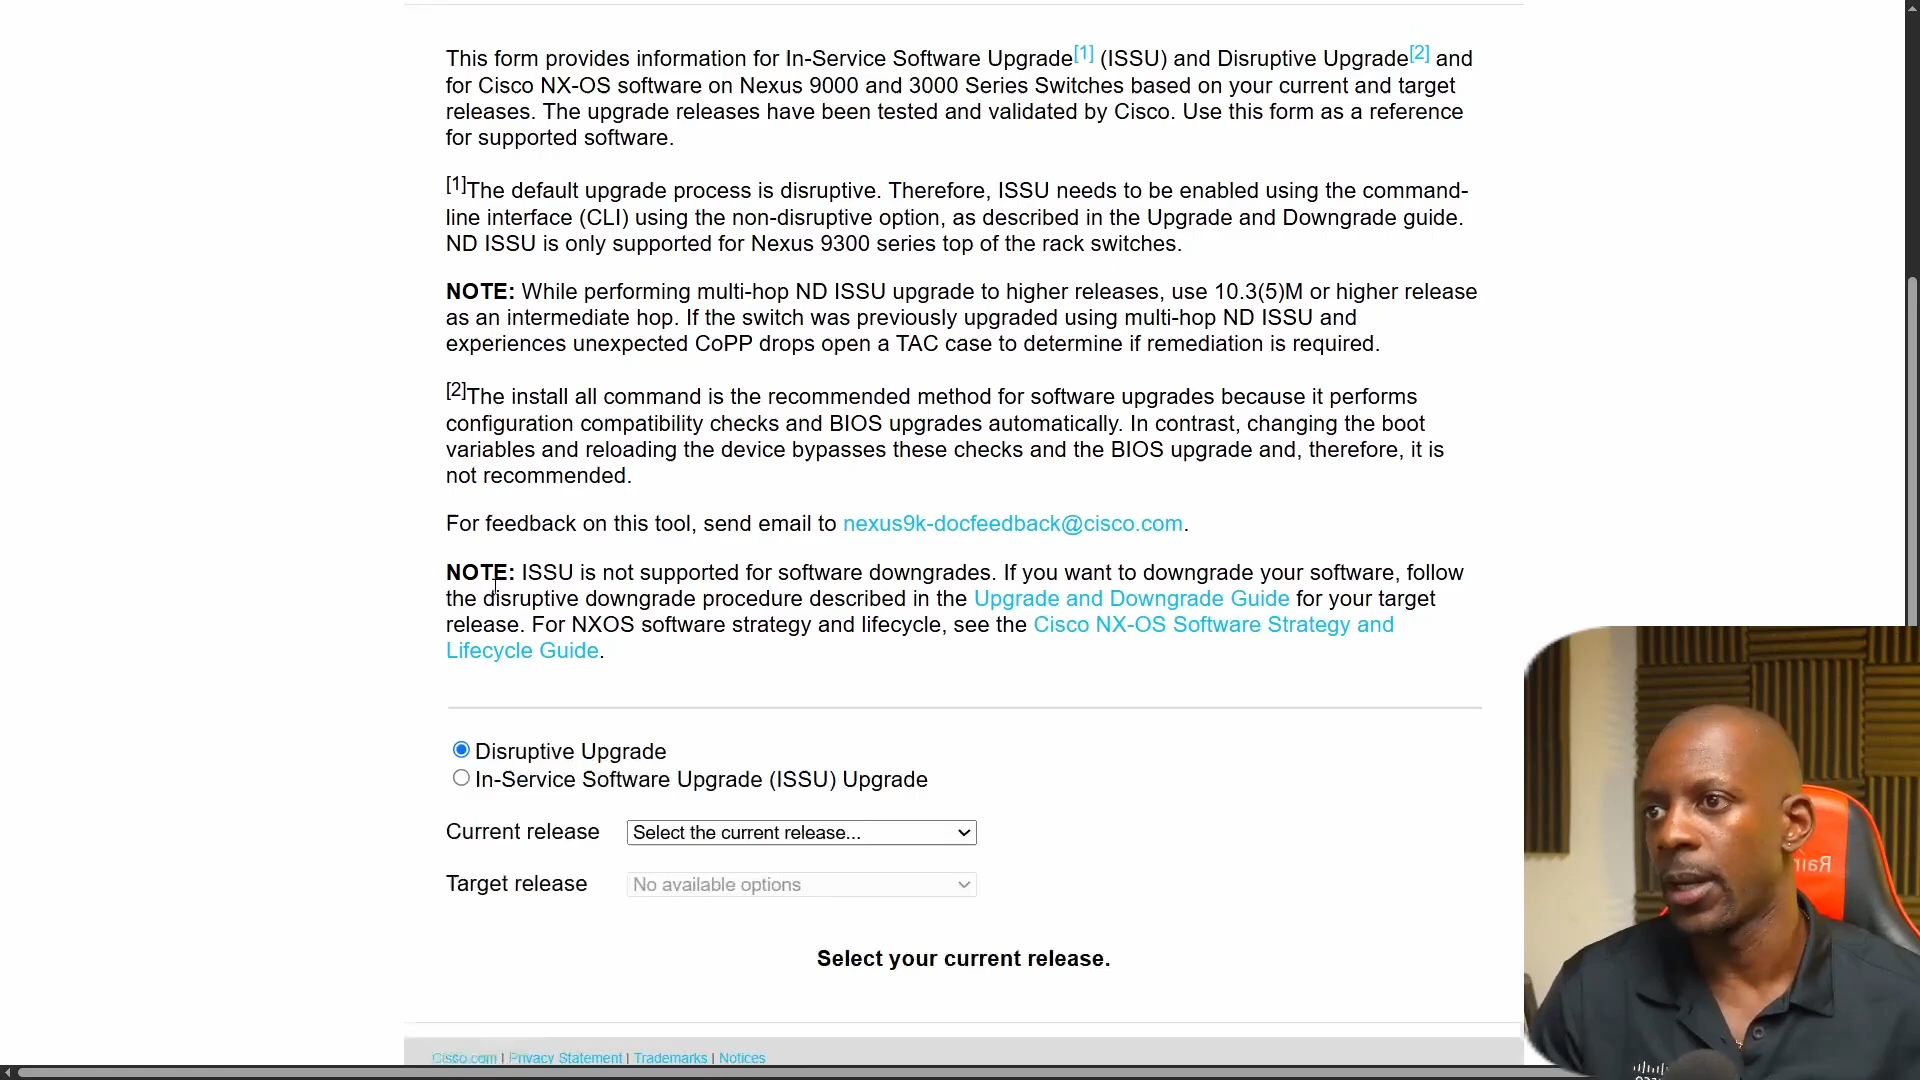 This form provides information for In-Service Software Upgrade[1] (ISSU) and Disruptive Upgrade[2] and
for Cisco NX-OS software on Nexus 9000 and 3000 Series Switches based on your current and target
releases. The upgrade releases have been tested and validated by Cisco. Use this form as a reference
for supported software.
[1]The default upgrade process is disruptive. Therefore, ISSU needs to be enabled using the command-
line interface (CLI) using the non-disruptive option, as described in the Upgrade and Downgrade guide.
ND ISSU is only supported for Nexus 9300 series top of the rack switches.
NOTE: While performing multi-hop ND ISSU upgrade to higher releases, use 10.3(5)M or higher release
as an intermediate hop. If the switch was previously upgraded using multi-hop ND ISSU and
experiences unexpected CoPP drops open a TAC case to determine if remediation is required.
[2]The install all command is the recommended method for software upgrades because it performs
configuration compatibility checks and BIOS upgrades automatically. In contrast, changing the boot
variables and reloading the device bypasses these checks and the BIOS upgrade and, therefore, it is
not recommended.
For feedback on this tool, send email to nexus9k-docfeedback@cisco.com.
NOTE: ISSU is not supported for software downgrades. If you want to downgrade your software, follow
the disruptive downgrade procedure described in the Upgrade and Downgrade Guide for your target
release. For NXOS software strategy and lifecycle, see the Cisco NX-OS Software Strategy and
Lifecycle Guide.
Disruptive Upgrade
In-Service Software Upgrade (ISSU) Upgrade
Current release Select the current release...
Target release No available options
Select your current release.
Cisco.com | Privacy Statement | Trademarks | Notices